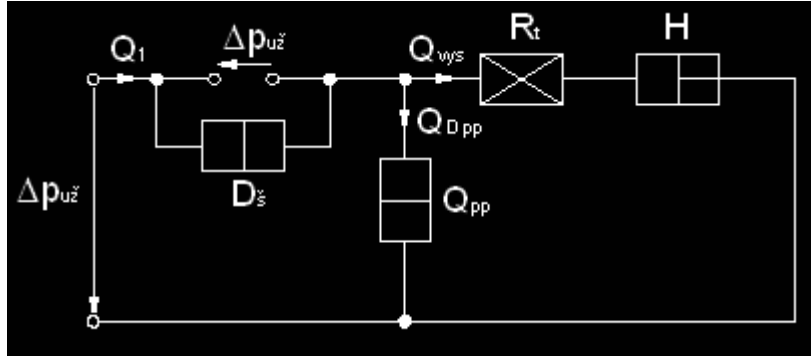 Q1 Δpuž Qvys Rt H
QDpp
Δpuž Dš Qpp